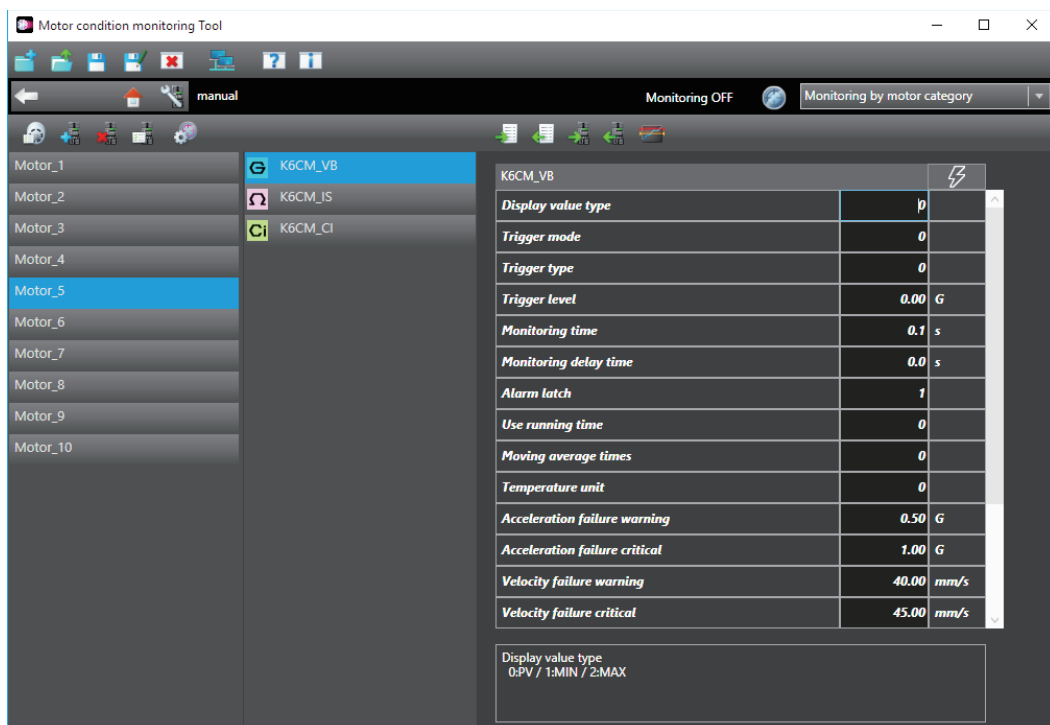 Motor condition monitoring Tool
manual
Monitoring OFF
Monitoring by motor category
Motor_1
Motor_2
Motor_3
Motor_4
Motor_5
Motor_6
Motor_7
Motor_8
Motor_9
Motor_10
G K6CM_VB
Ω K6CM_IS
Ci K6CM_CI
K6CM_VB
Display value type 0
Trigger mode 0
Trigger type 0
Trigger level 0.00 G
Monitoring time 0.1 s
Monitoring delay time 0.0 s
Alarm latch 1
Use running time 0
Moving average times 0
Temperature unit 0
Acceleration failure warning 0.50 G
Acceleration failure critical 1.00 G
Velocity failure warning 40.00 mm/s
Velocity failure critical 45.00 mm/s
Display value type
0:PV / 1:MIN / 2:MAX